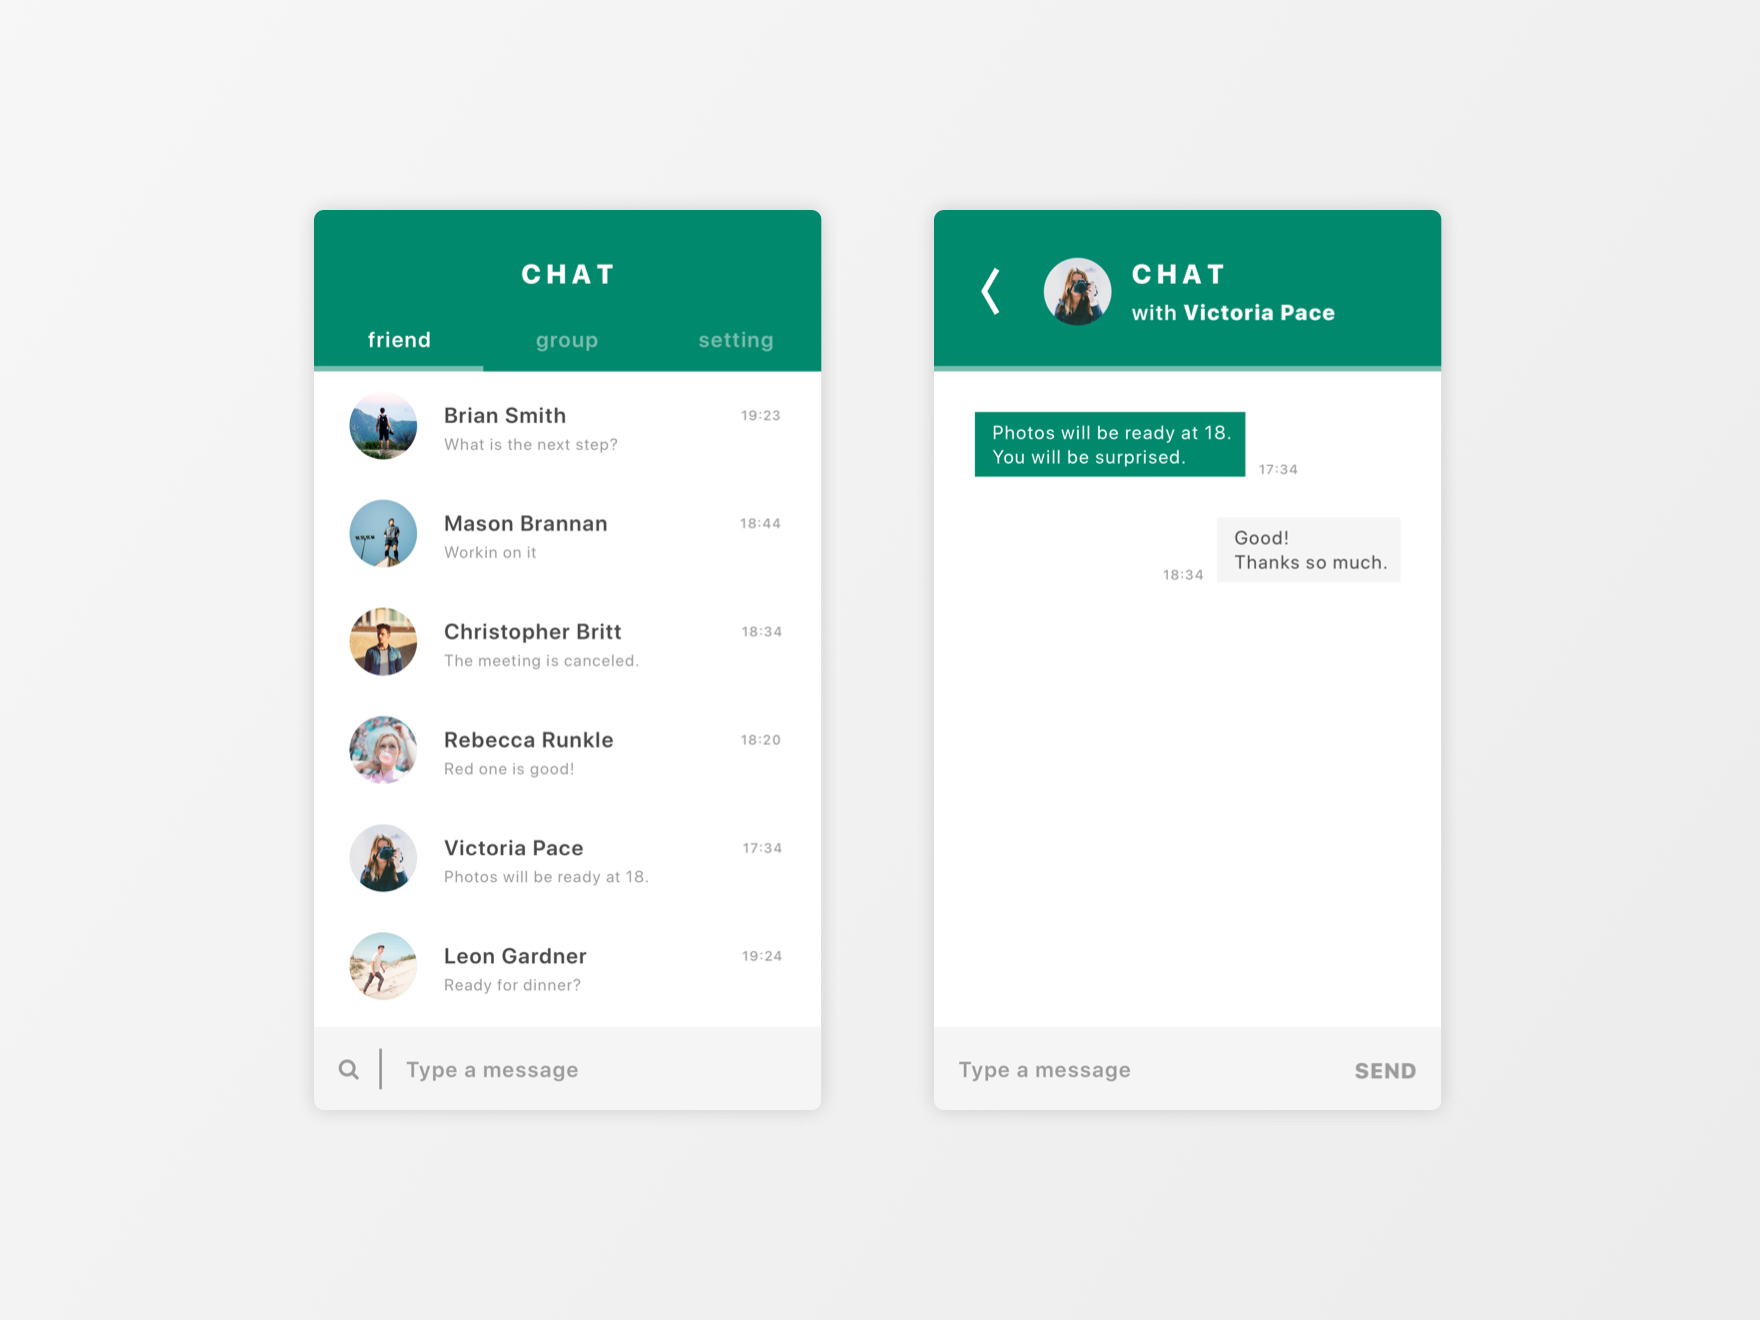 CHAT
friend
group
setting
Brian Smith
19:23
What is the next step?
Mason Brannan
18:44
Workin on it
Christopher Britt
18:34
The meeting is canceled.
Rebecca Runkle
18:20
Red one is good!
Victoria Pace
17:34
Photos will be ready at 18.
Leon Gardner
19:24
Ready for dinner?
Type a message
CHAT
with Victoria Pace
Photos will be ready at 18.
You will be surprised.
17:34
Good!
Thanks so much.
18:34
Type a message
SEND